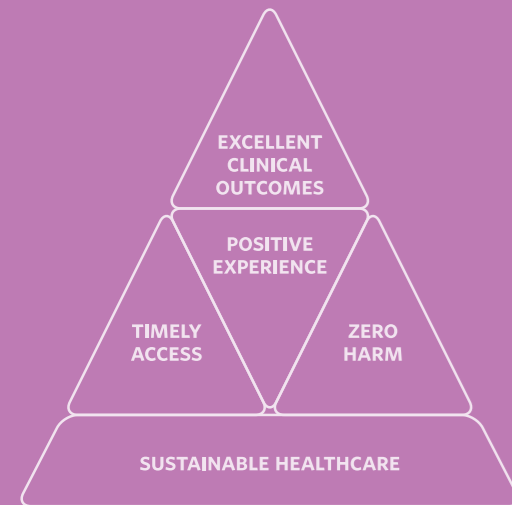 EXCELLENT
CLINICAL
OUTCOMES
POSITIVE
EXPERIENCE
TIMELY
ACCESS
ZERO
HARM
SUSTAINABLE HEALTHCARE